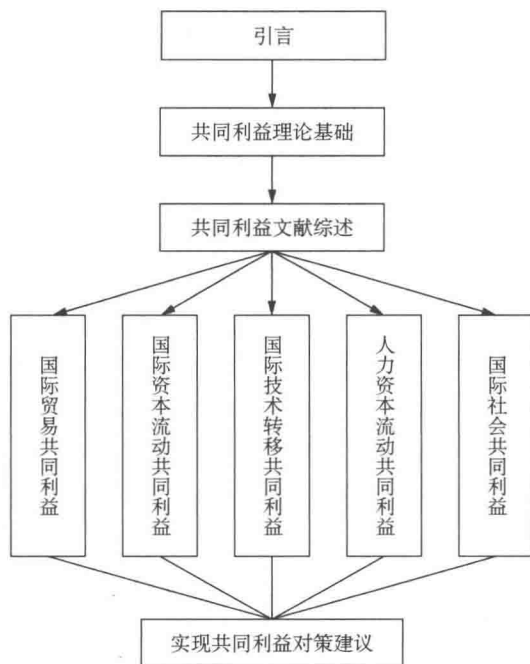 引言
共同利益理论基础
共同利益文献综述
国际贸易共同利益
国际资本流动共同利益
国际技术转移共同利益
人力资本流动共同利益
国际社会共同利益
实现共同利益对策建议